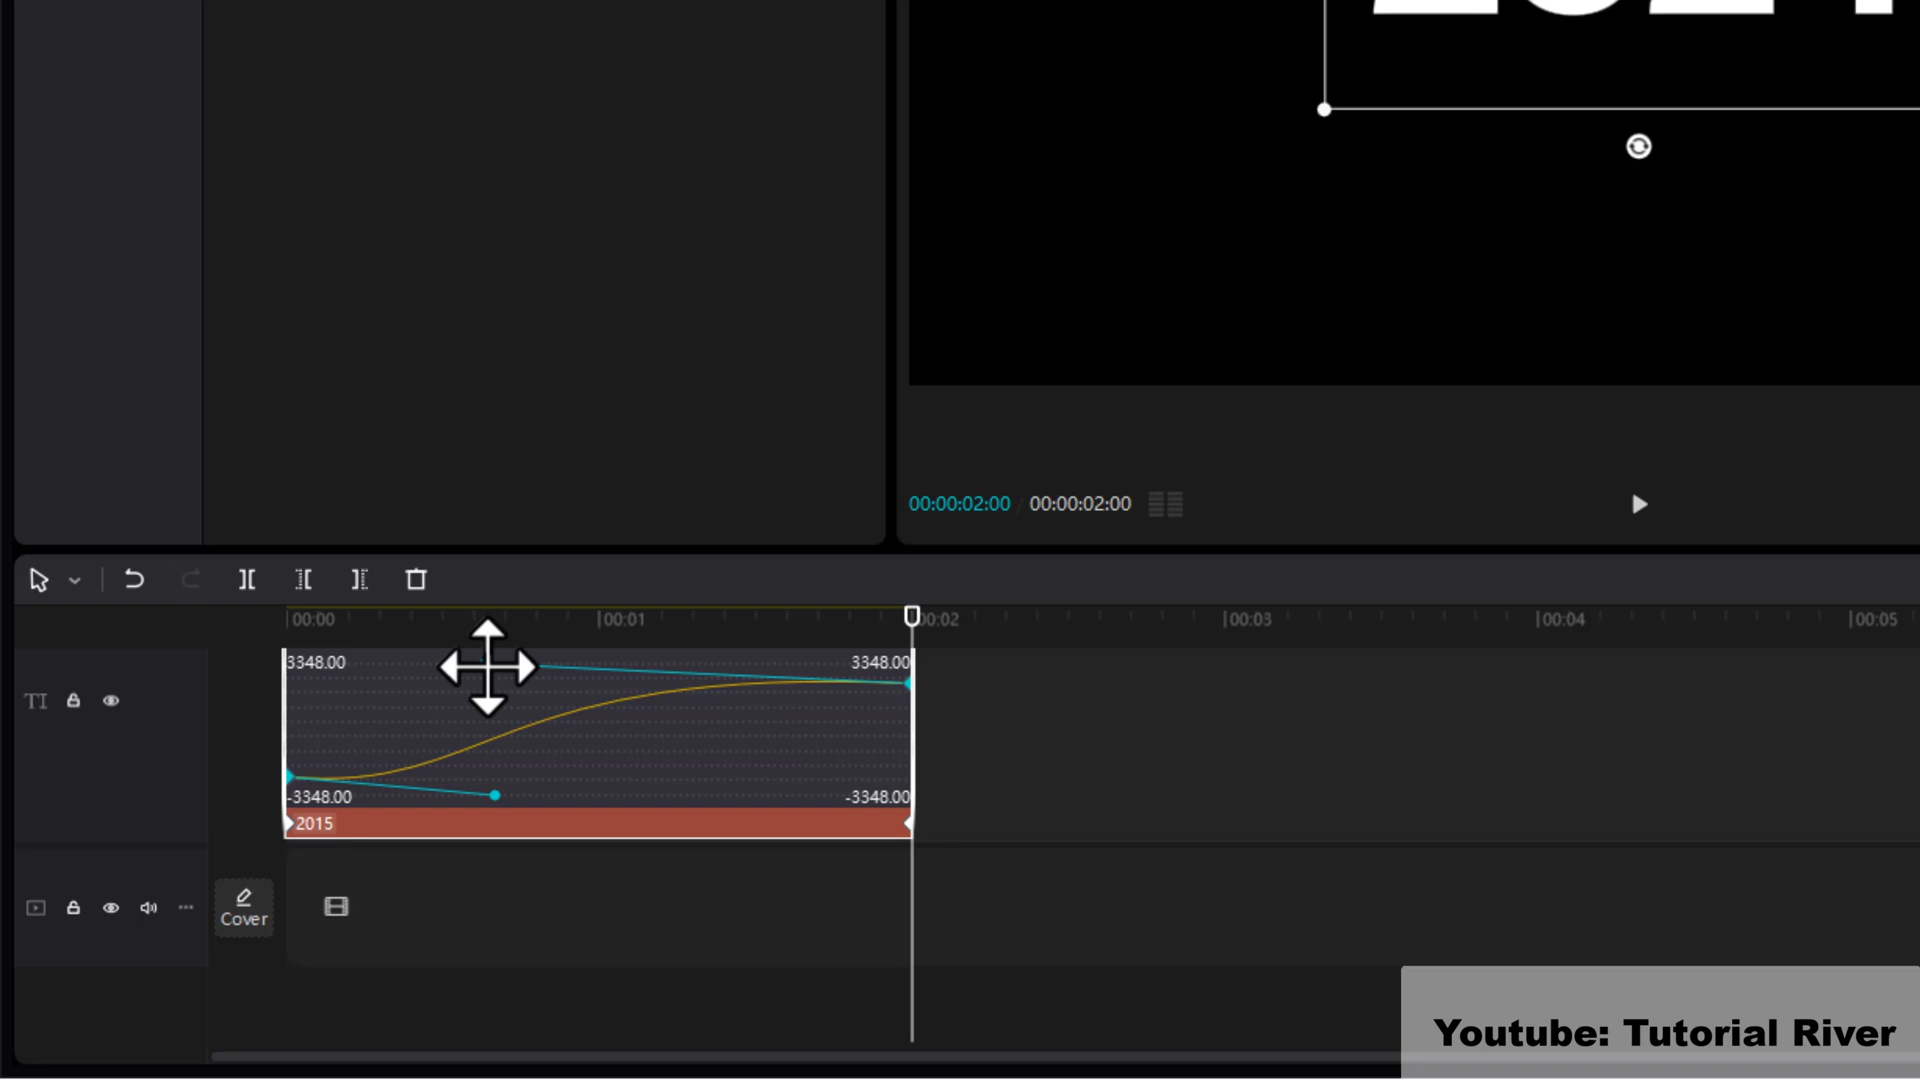 00:00:02:00 / 00:00:02:00
00:00 00:01 00:02 00:03 00:04 00:05
3348.00 3348.00
TI
-3348.00 -3348.00
2015
Cover
Youtube: Tutorial River